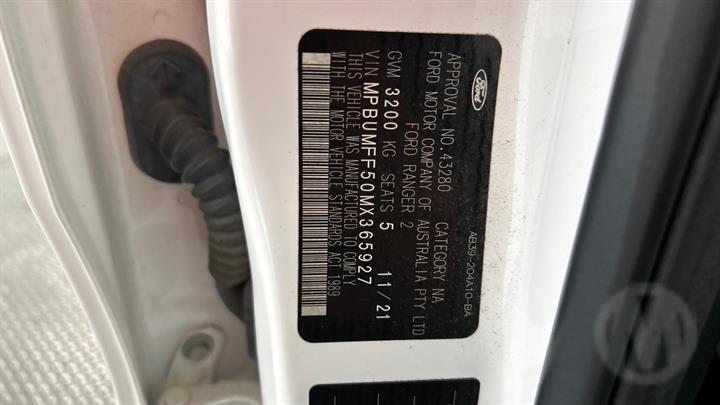 Ford
AB39-204A10-BA
APPROVAL NO.43280 CATEGORY NA
FORD MOTOR COMPANY OF AUSTRALIA PTY LTD
FORD RANGER 2
GVM 3200 KG SEATS 5 11/21
VIN MPBUMFF50MX365927
THIS VEHICLE WAS MANUFACTURED TO COMPLY
WITH THE MOTOR VEHICLE STANDARDS ACT 1989
M